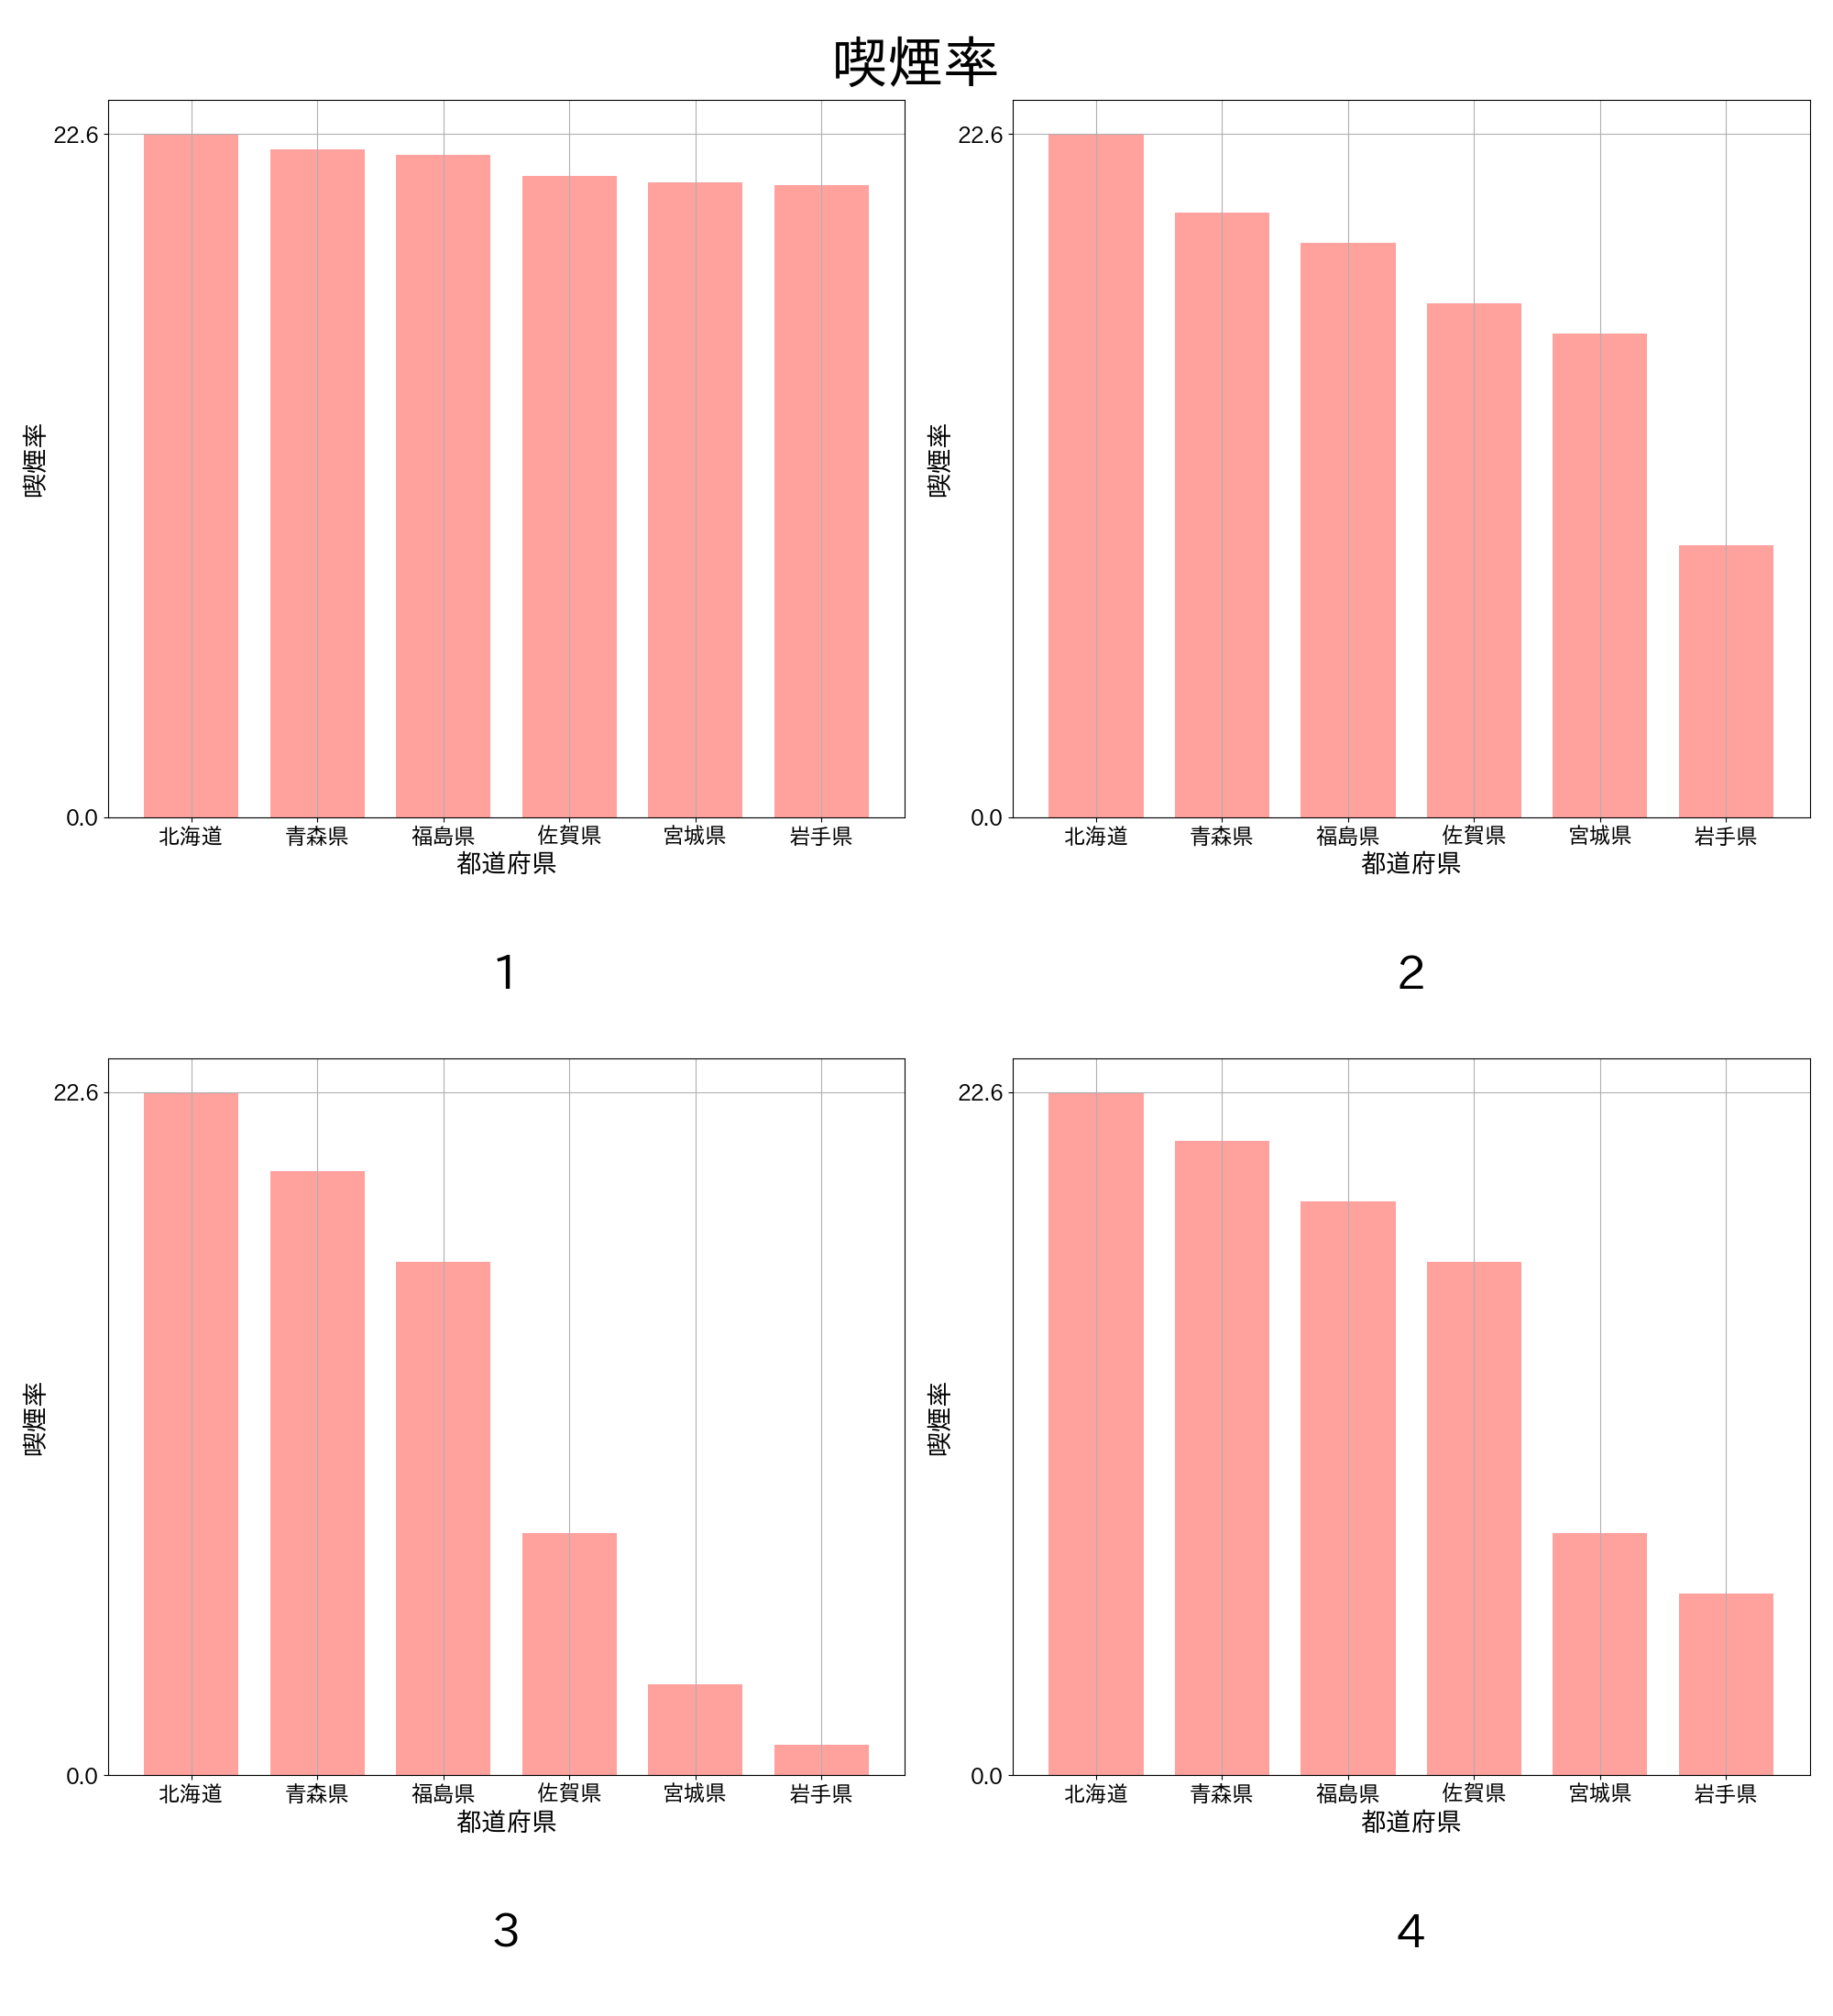 喫煙率
22.6
0.0
喫煙率
北海道 青森県 福島県 佐賀県 宮城県 岩手県
都道府県
1
22.6
0.0
喫煙率
北海道 青森県 福島県 佐賀県 宮城県 岩手県
都道府県
2
22.6
0.0
喫煙率
北海道 青森県 福島県 佐賀県 宮城県 岩手県
都道府県
3
22.6
0.0
喫煙率
北海道 青森県 福島県 佐賀県 宮城県 岩手県
都道府県
4